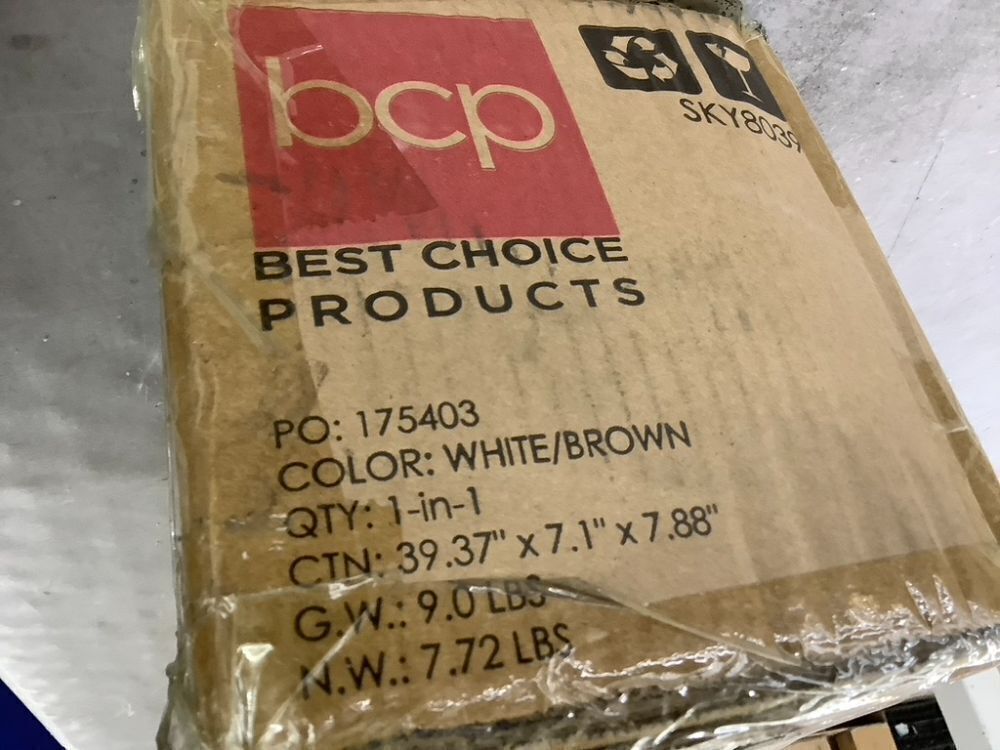 bcp
SKY8039
BEST CHOICE
PRODUCTS
PO: 175403
COLOR: WHITE/BROWN
QTY: 1-in-1
CTN: 39.37" x 7.1" x 7.88"
G.W.: 9.0 LBS
N.W.: 7.72 LBS